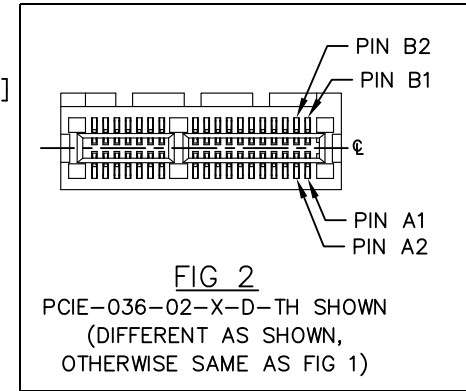 PIN B2
PIN B1
]
℄
PIN A1
PIN A2
FIG 2
PCIE-036-02-X-D-TH SHOWN
(DIFFERENT AS SHOWN,
OTHERWISE SAME AS FIG 1)